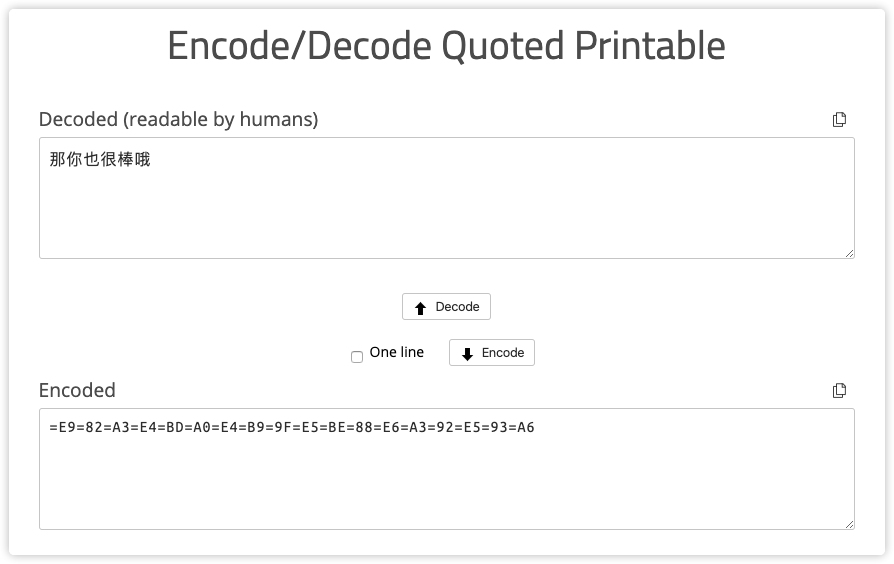 Encode/Decode Quoted Printable
Decoded (readable by humans)
那你也很棒哦
Decode
One line
Encode
Encoded
=E9=82=A3=E4=BD=A0=E4=B9=9F=E5=BE=88=E6=A3=92=E5=93=A6